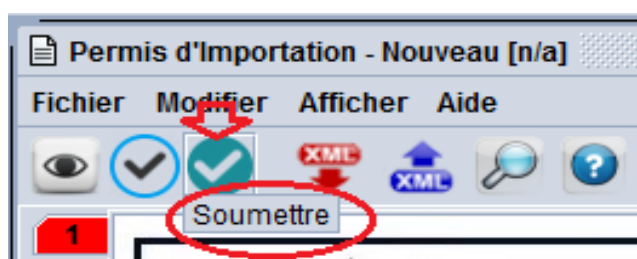 Permis d'Importation - Nouveau [n/a]
Fichier Modifier Afficher Aide
XML XML ?
Soumettre
1